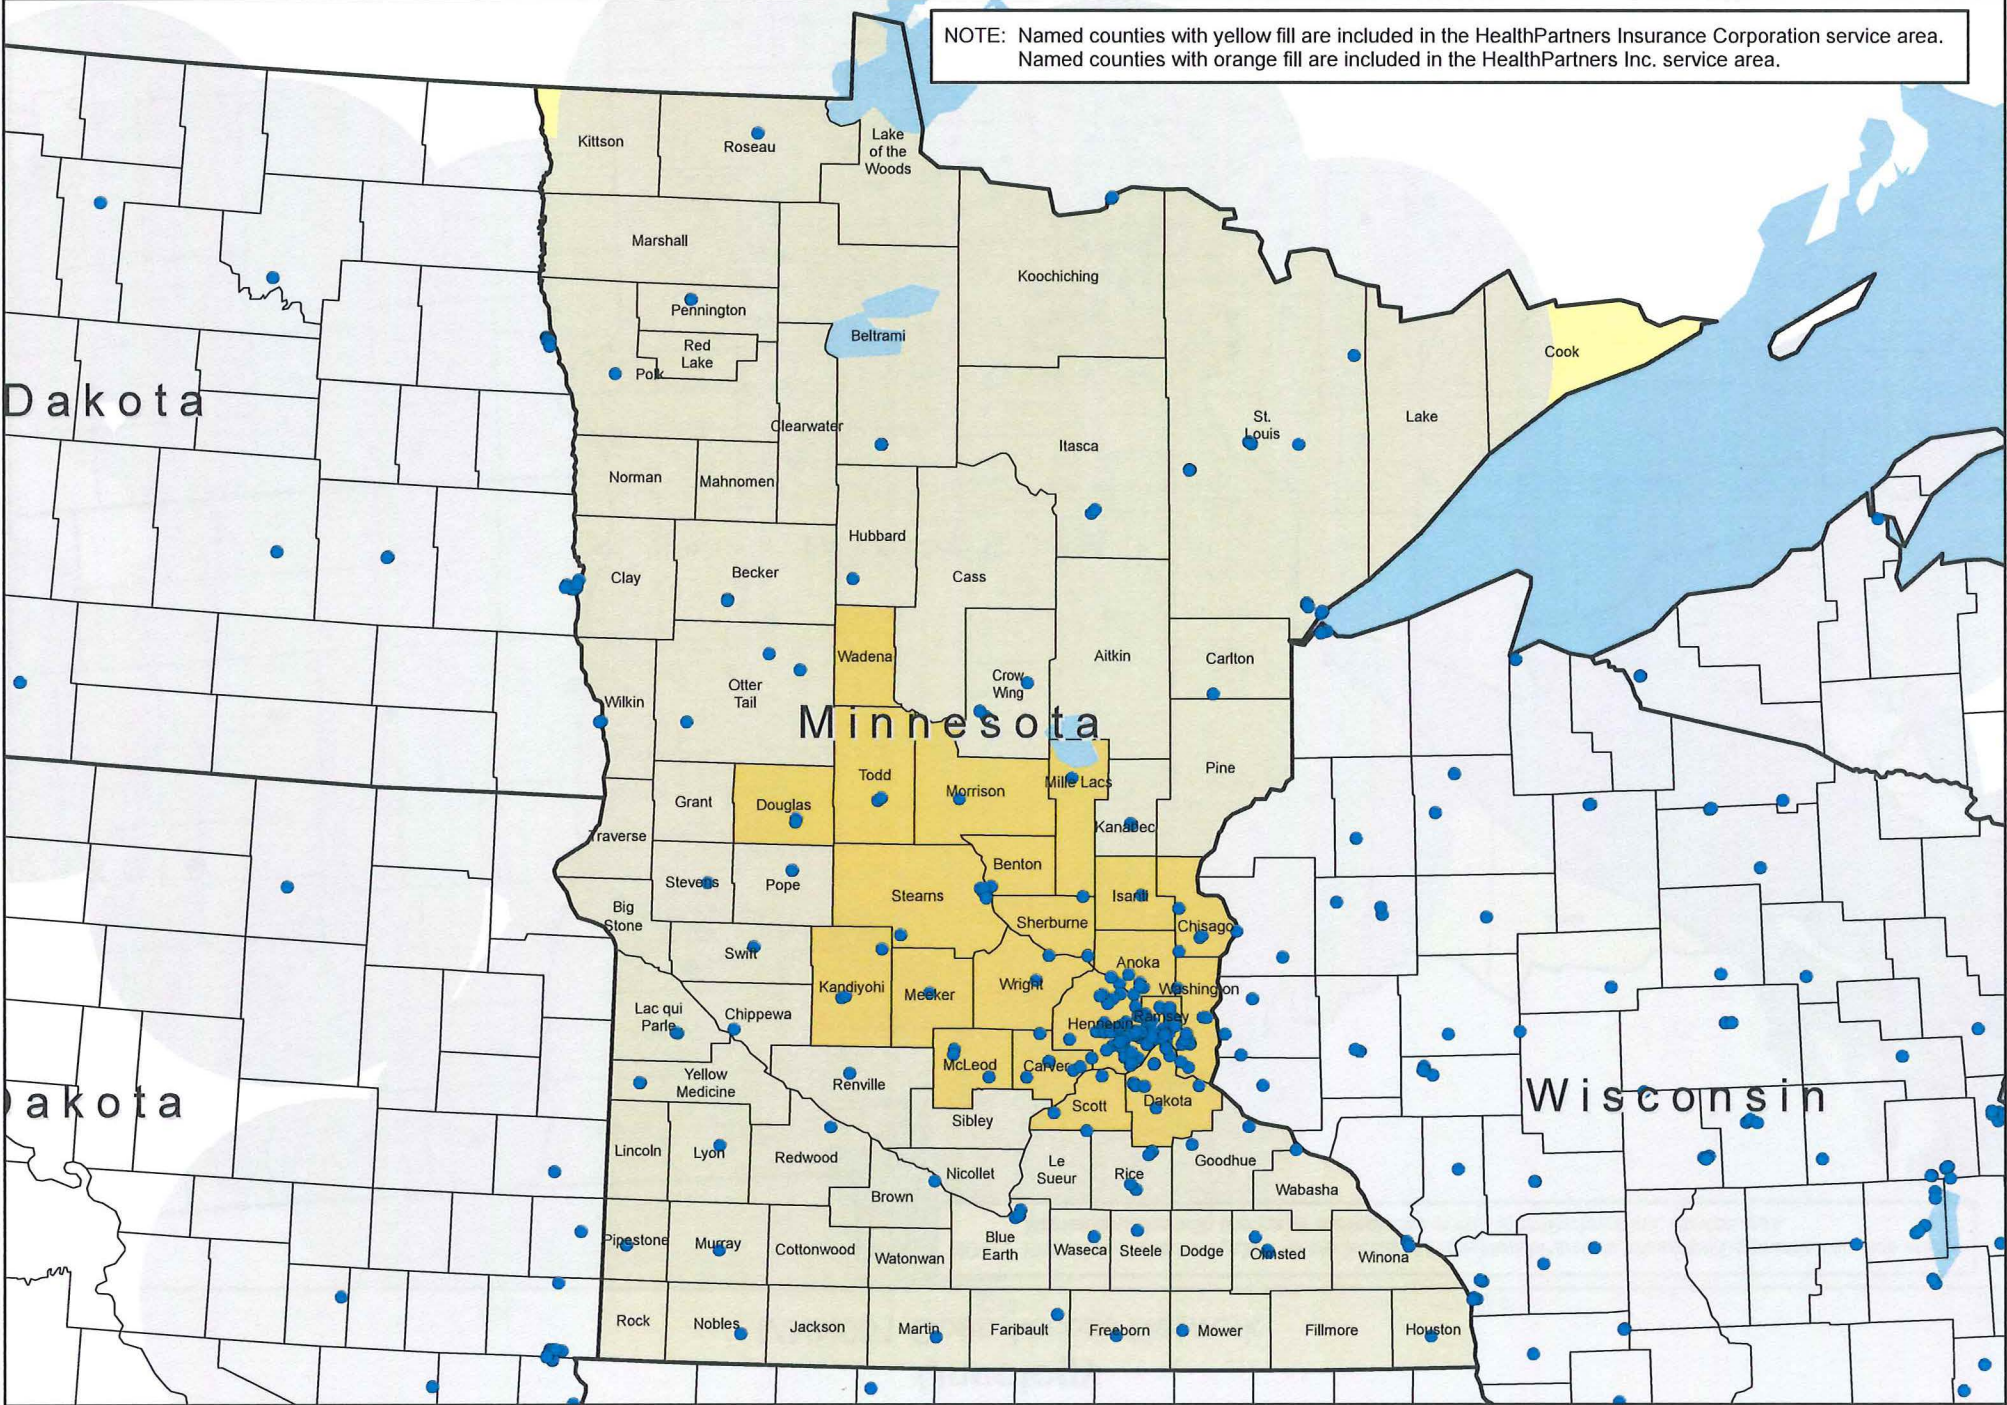 NOTE: Named counties with yellow fill are included in the HealthPartners Insurance Corporation service area.
Named counties with orange fill are included in the HealthPartners Inc. service area.
Kittson
Roseau
Lake
of the
Woods
Marshall
Koochiching
Pennington
Red
Lake
Beltrami
Polk
Cook
Dakota
Clearwater
Itasca
St.
Louis
Lake
Norman
Mahnomen
Hubbard
Clay
Becker
Cass
Wadena
Aitkin
Carlton
Crow
Wing
Otter
Tail
Wilkin
Minnesota
Pine
Todd
Mille Lacs
Morrison
Grant
Douglas
Kanabec
Traverse
Benton
Stevens
Pope
Stearns
Isanti
Big
Stone
Sherburne
Chisago
Swift
Anoka
Kandiyohi
Meeker
Wright
Washington
Lac qui
Parle
Chippewa
Hennepin
Ramsey
McLeod
Carver
Yellow
Medicine
Renville
Dakota
Scott
Dakota
Wisconsin
Sibley
Lincoln
Lyon
Redwood
Le
Sueur
Rice
Goodhue
Nicollet
Brown
Wabasha
Pipestone
Murray
Cottonwood
Watonwan
Blue
Earth
Waseca
Steele
Dodge
Olmsted
Winona
Rock
Nobles
Jackson
Martin
Faribault
Freeborn
Mower
Fillmore
Houston